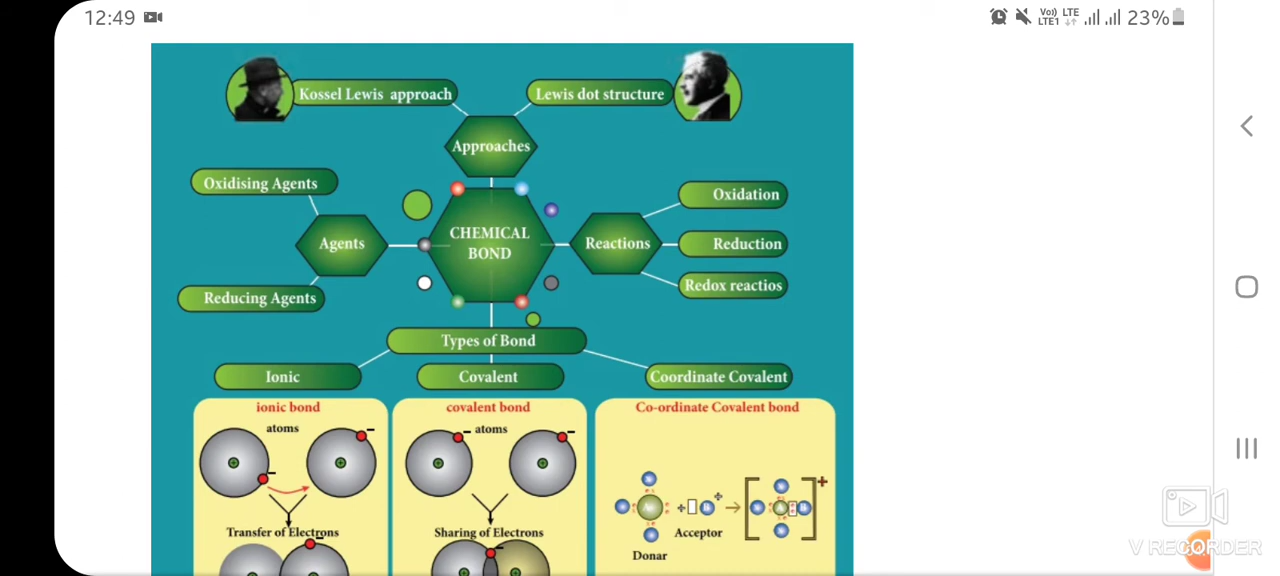 12:49
Vo)) LTE
LTE1
23%
Kossel Lewis approach
Lewis dot structure
Approaches
Oxidising Agents
Oxidation
CHEMICAL
BOND
Agents
Reactions
Reduction
Reducing Agents
Redox reactios
Types of Bond
Ionic
Covalent
Coordinate Covalent
ionic bond
covalent bond
Co-ordinate Covalent bond
atoms
atoms
Transfer of Electrons
Sharing of Electrons
Acceptor
Donar
V RECORDER